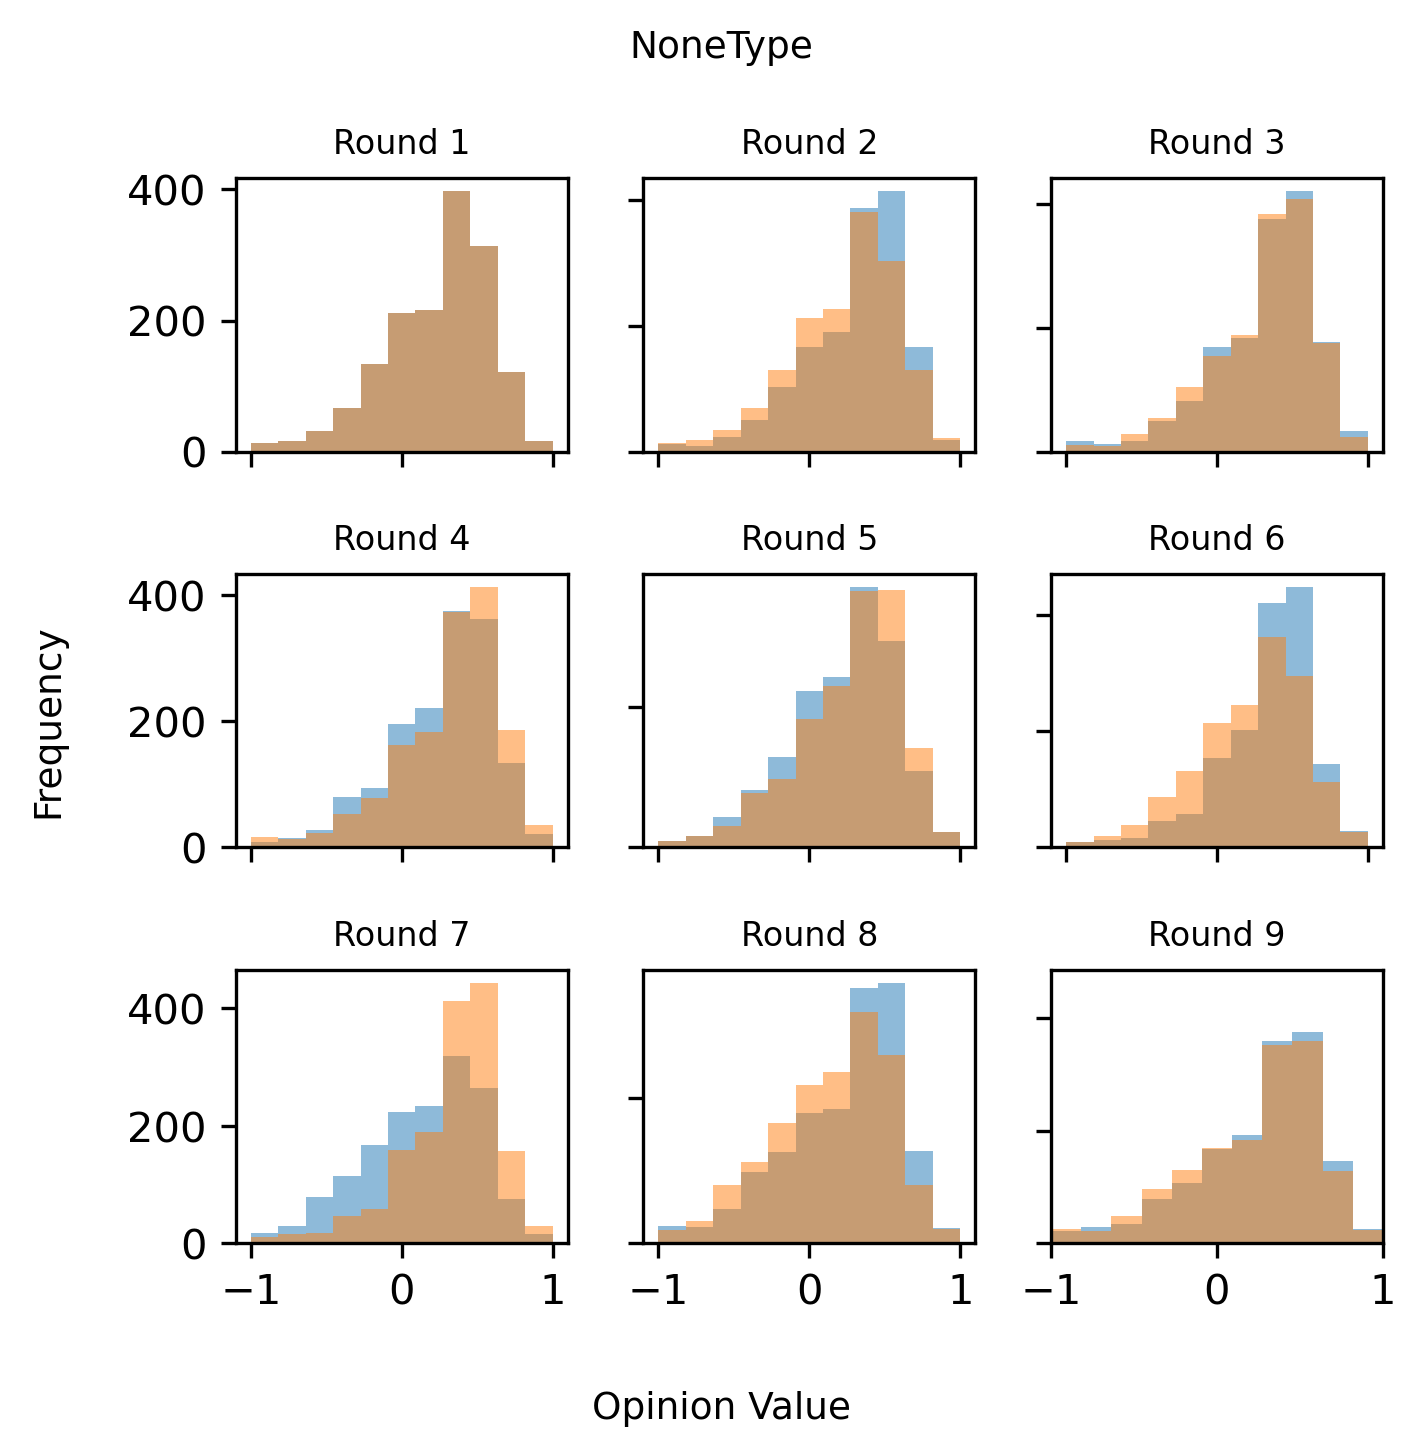 NoneType
Round 1
Round 2
Round 3
400
200
0
Round 4
Round 5
Round 6
400
200
0
Frequency
Round 7
Round 8
Round 9
400
200
0
−1 0 1 −1 0 1 −1 0 1
Opinion Value